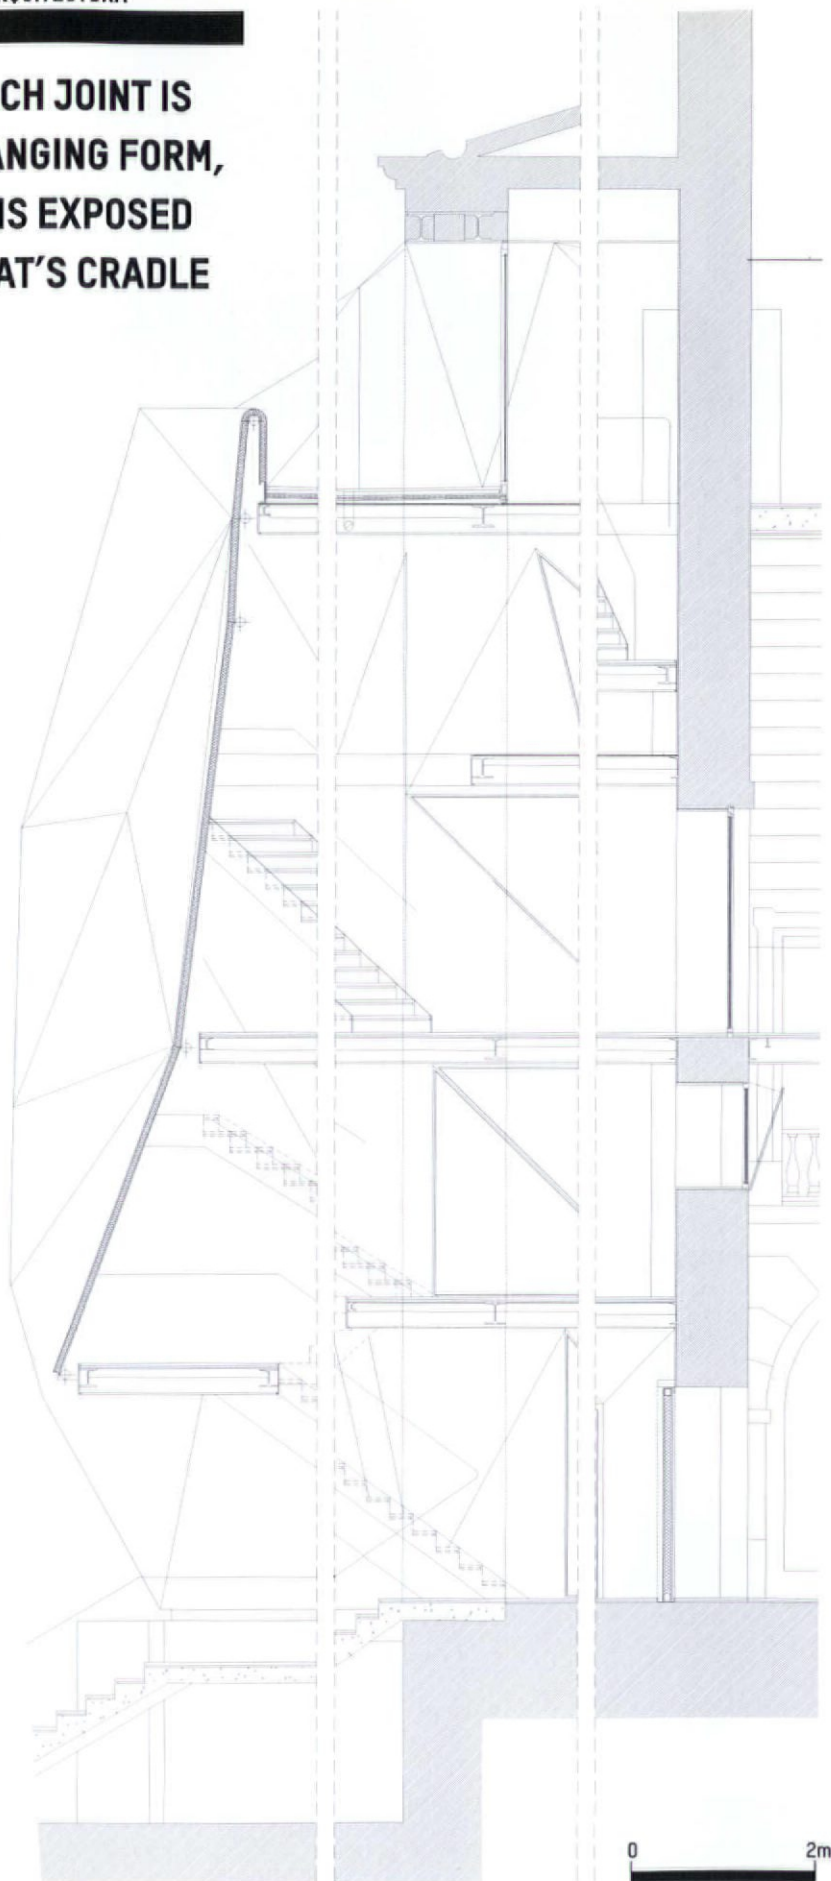 CH JOINT IS
ANGING FORM,
IS EXPOSED
AT'S CRADLE
0 2m